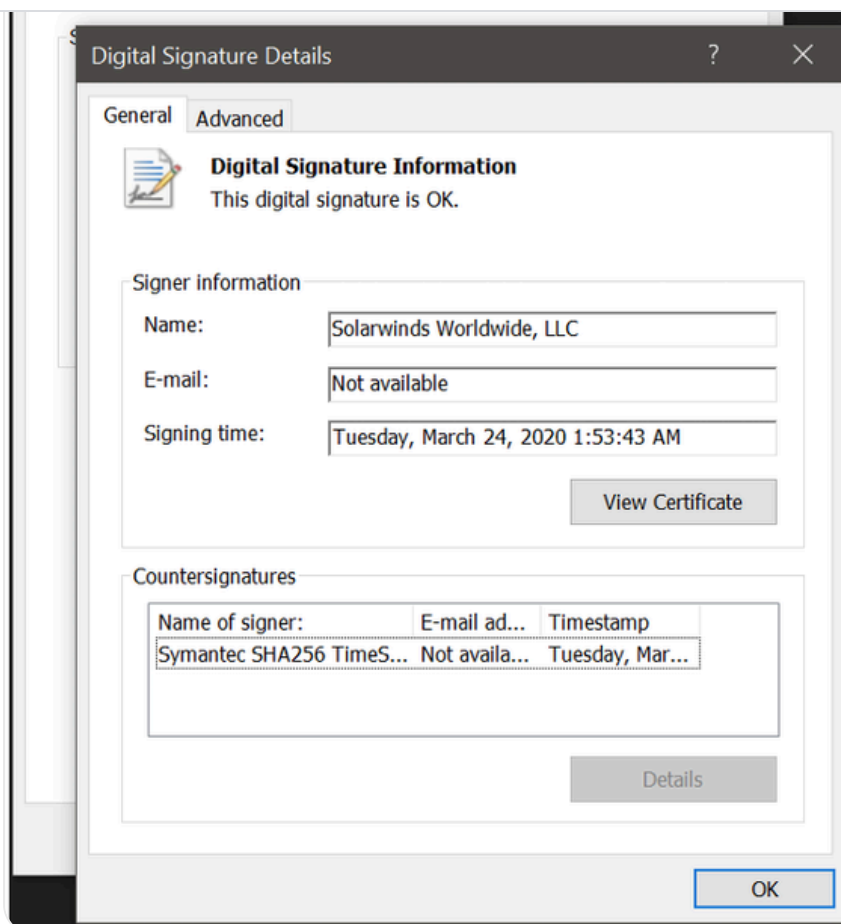 S
Digital Signature Details
?
General Advanced
Digital Signature Information
This digital signature is OK.
Signer information
Name: Solarwinds Worldwide, LLC
E-mail: Not available
Signing time: Tuesday, March 24, 2020 1:53:43 AM
View Certificate
Countersignatures
Name of signer: E-mail ad... Timestamp
Symantec SHA256 TimeS... Not availa... Tuesday, Mar...
Details
OK